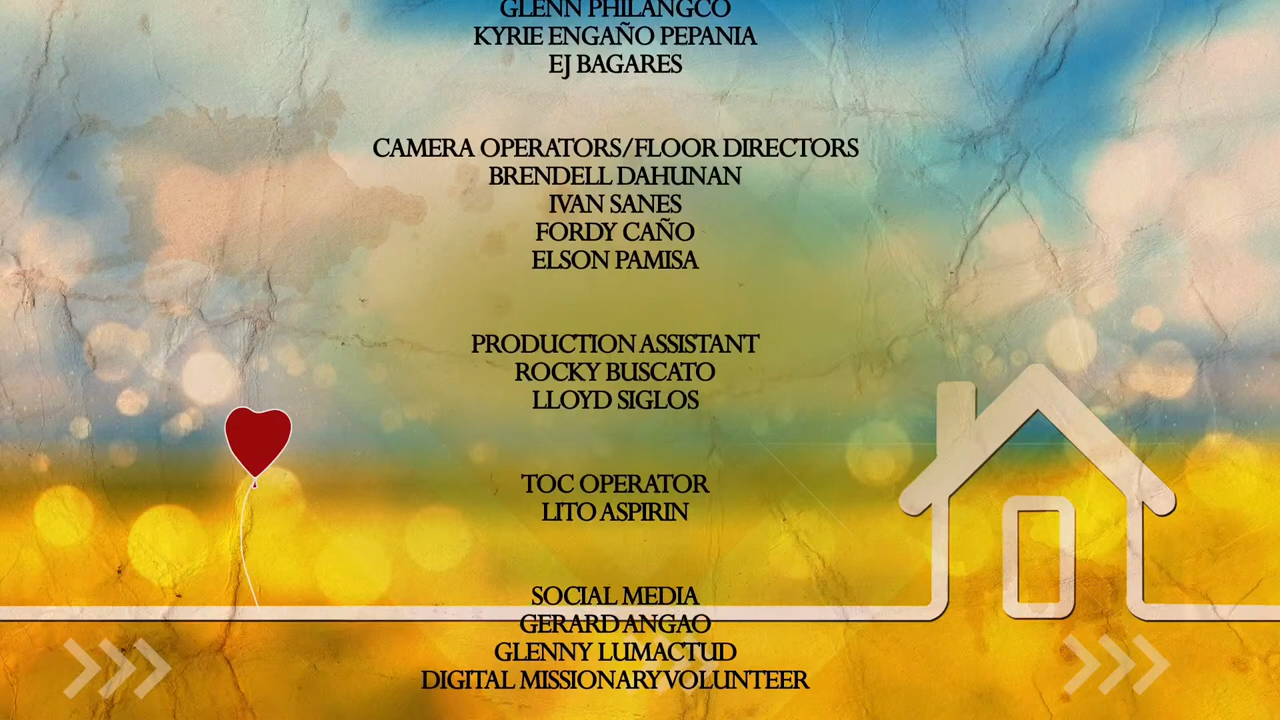 GLENN PHILANGCO
KYRIE ENGAÑO PEPANIA
EJ BAGARES
CAMERA OPERATORS/FLOOR DIRECTORS
BRENDELL DAHUNAN
IVAN SANES
FORDY CAÑO
ELSON PAMISA
PRODUCTION ASSISTANT
ROCKY BUSCATO
LLOYD SIGLOS
TOC OPERATOR
LITO ASPIRIN
SOCIAL MEDIA
GERARD ANGAO
GLENNY LUMACTUD
DIGITAL MISSIONARY VOLUNTEER